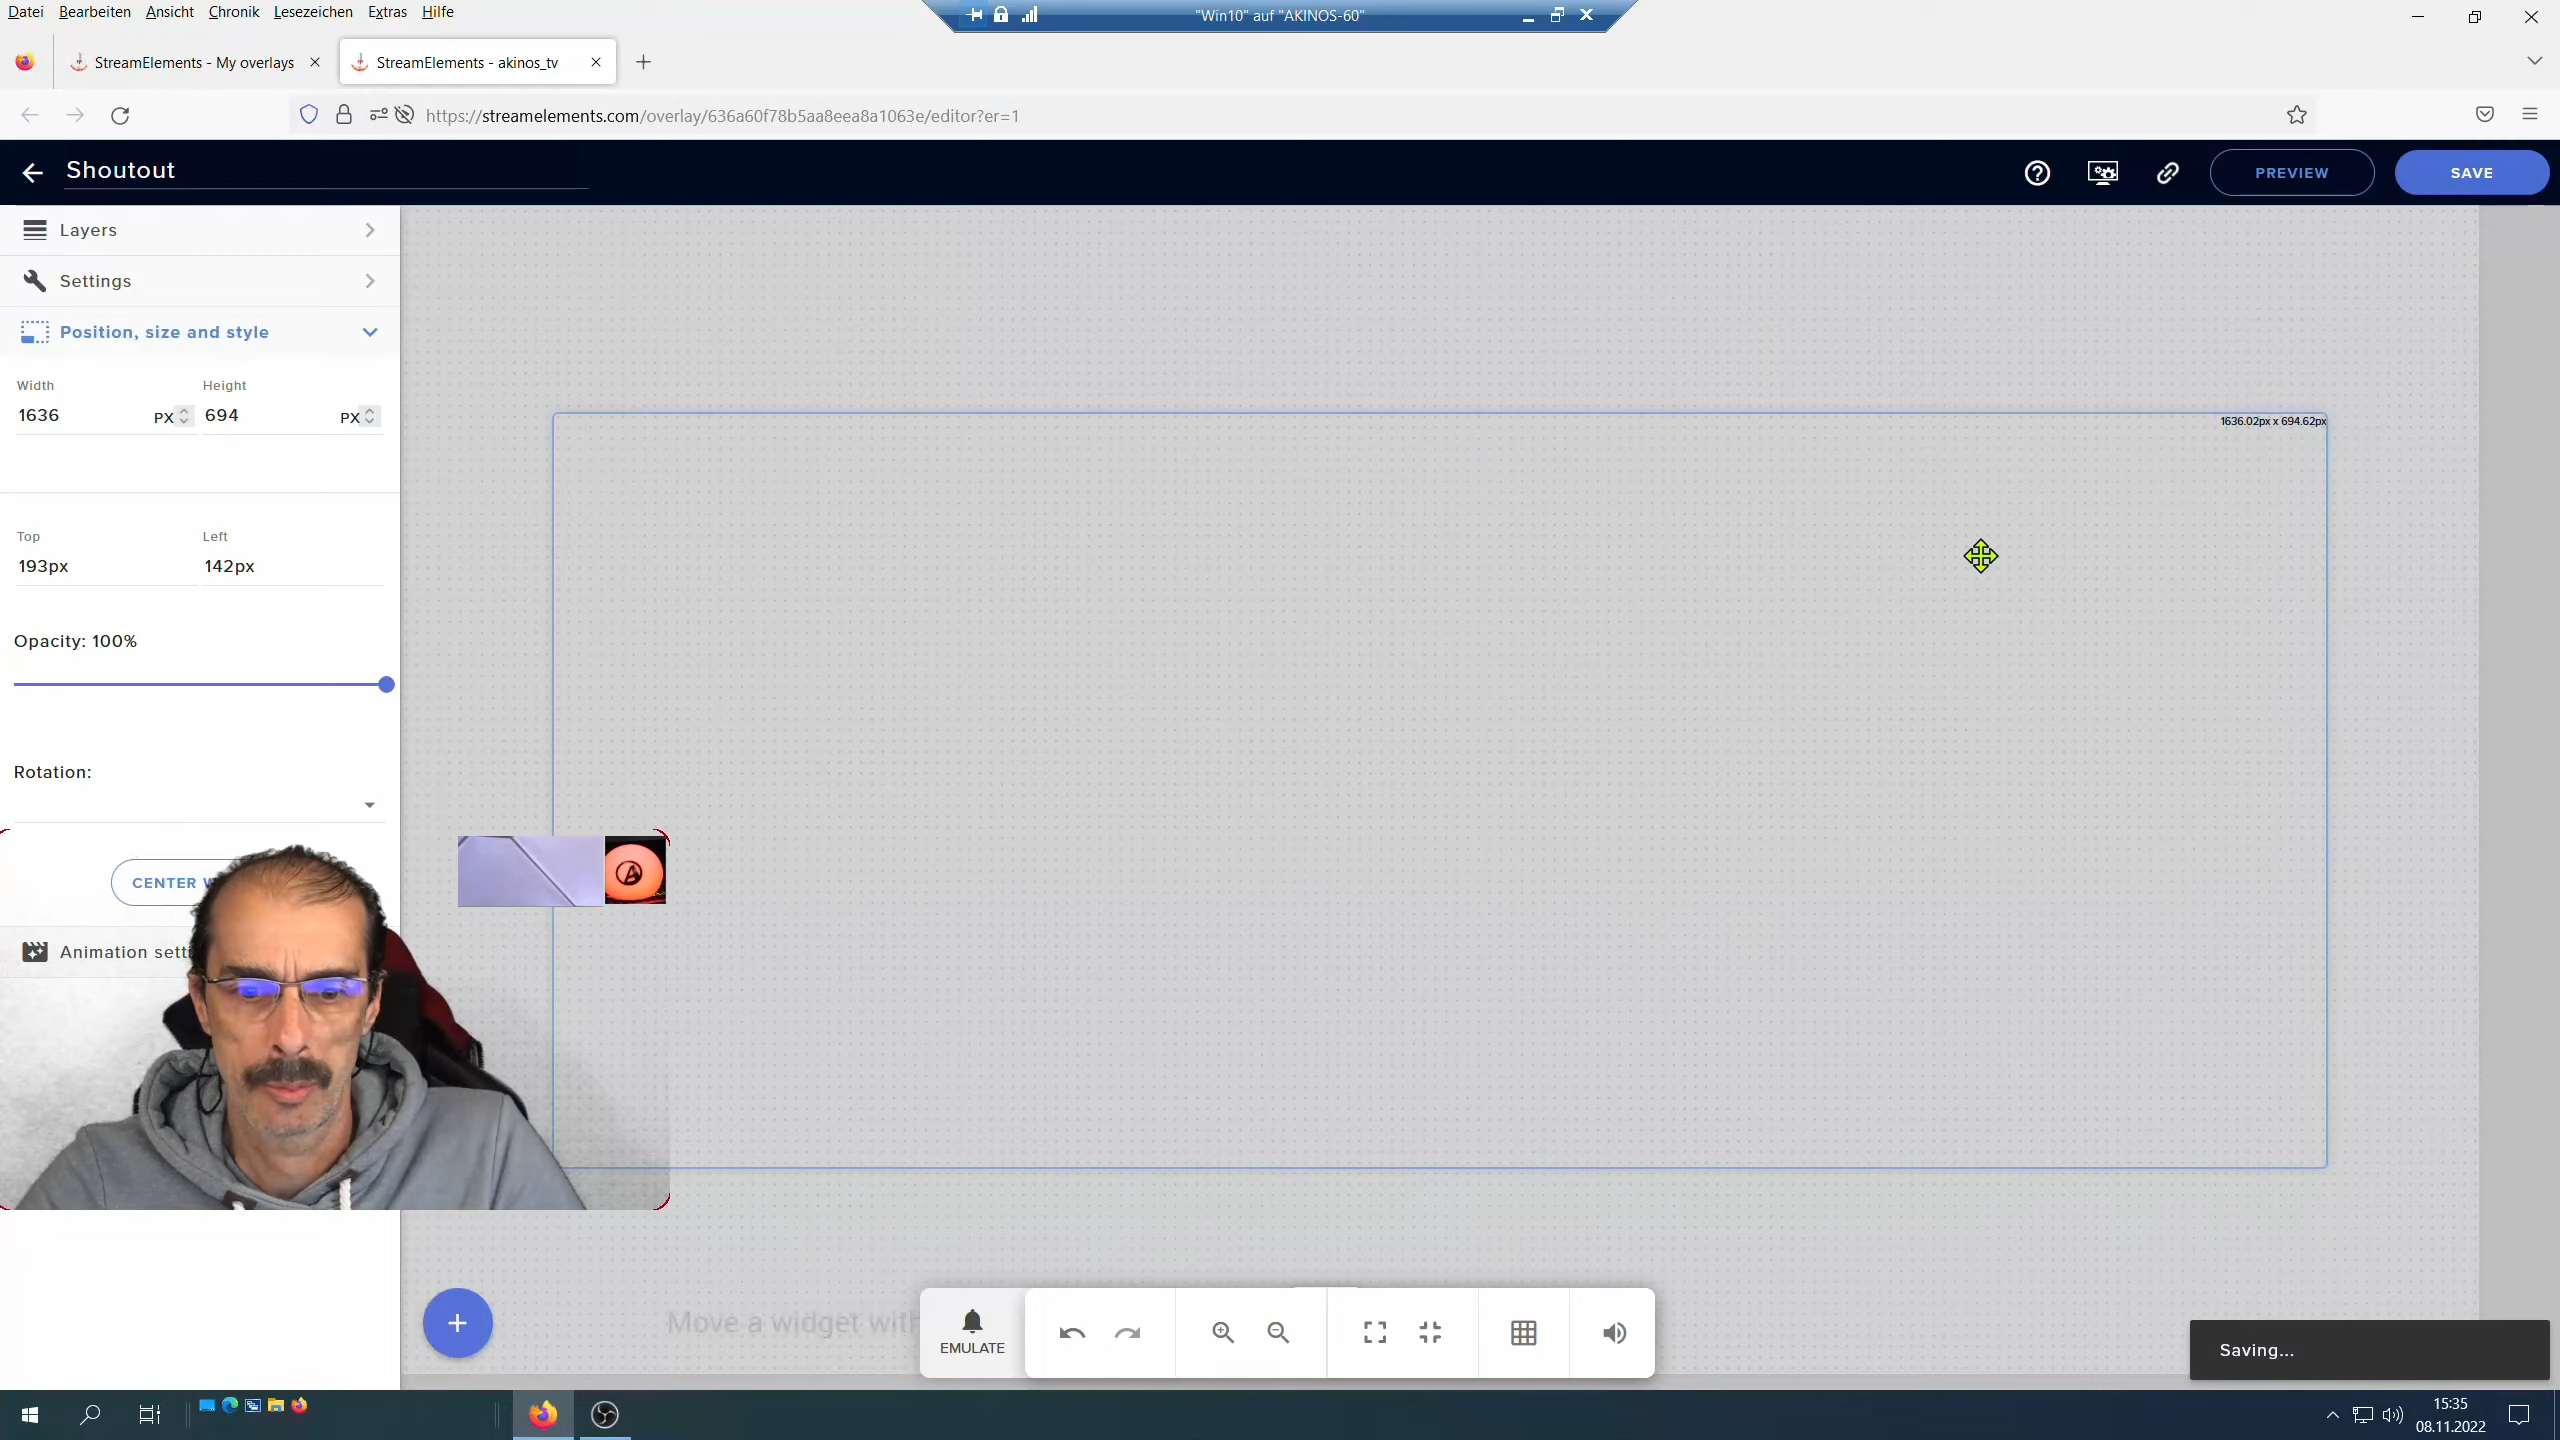 Datei Bearbeiten Ansicht Chronik Lesezeichen Extras Hilfe
"Win10" auf "AKINOS-60"
StreamElements - My overlays
StreamElements - akinos_tv
https://streamelements.com/overlay/636a60f78b5aa8eea8a1063e/editor?er=1
Shoutout
PREVIEW
SAVE
Layers
Settings
Position, size and style
Width Height
1636 PX 694 PX
1636.02px x 694.62px
Top Left
193px 142px
Opacity: 100%
Rotation:
CENTER
Animation setti
Move a widget with
EMULATE
Saving...
15:35
08.11.2022